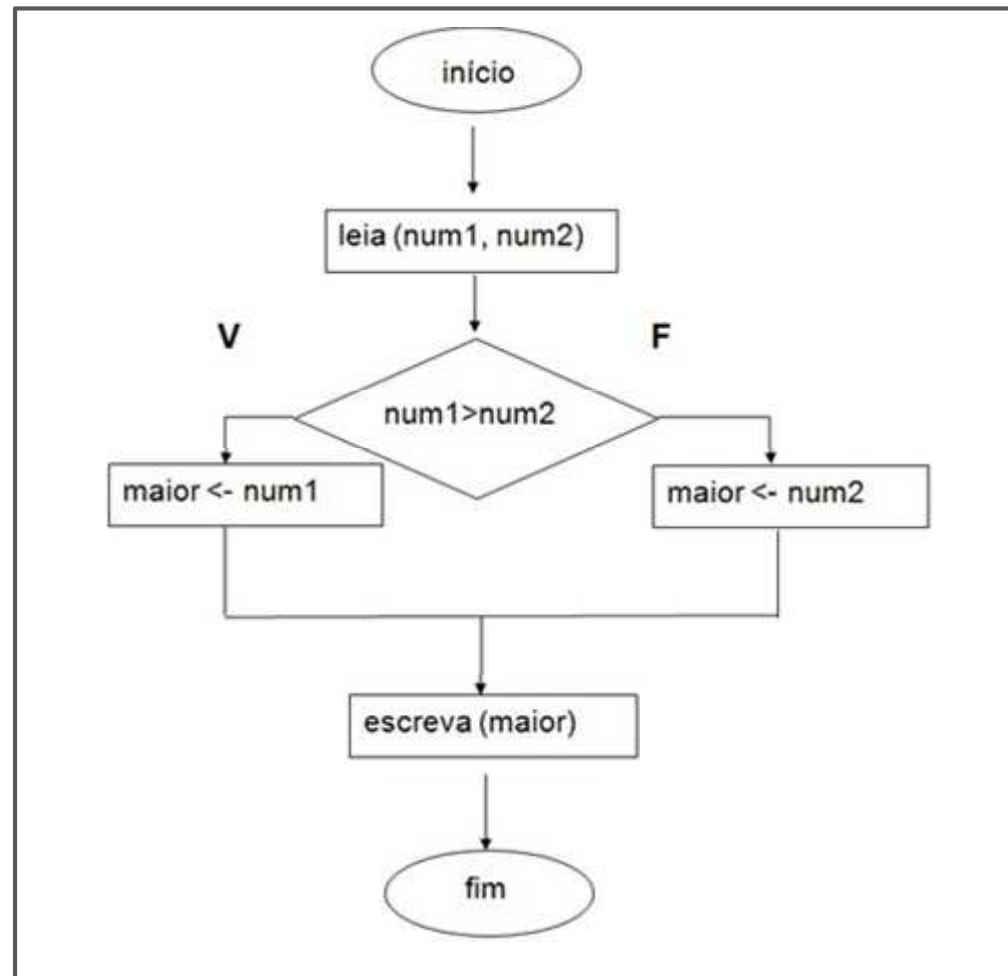 início
leia (num1, num2)
V
F
num1>num2
maior <- num1
maior <- num2
escreva (maior)
fim